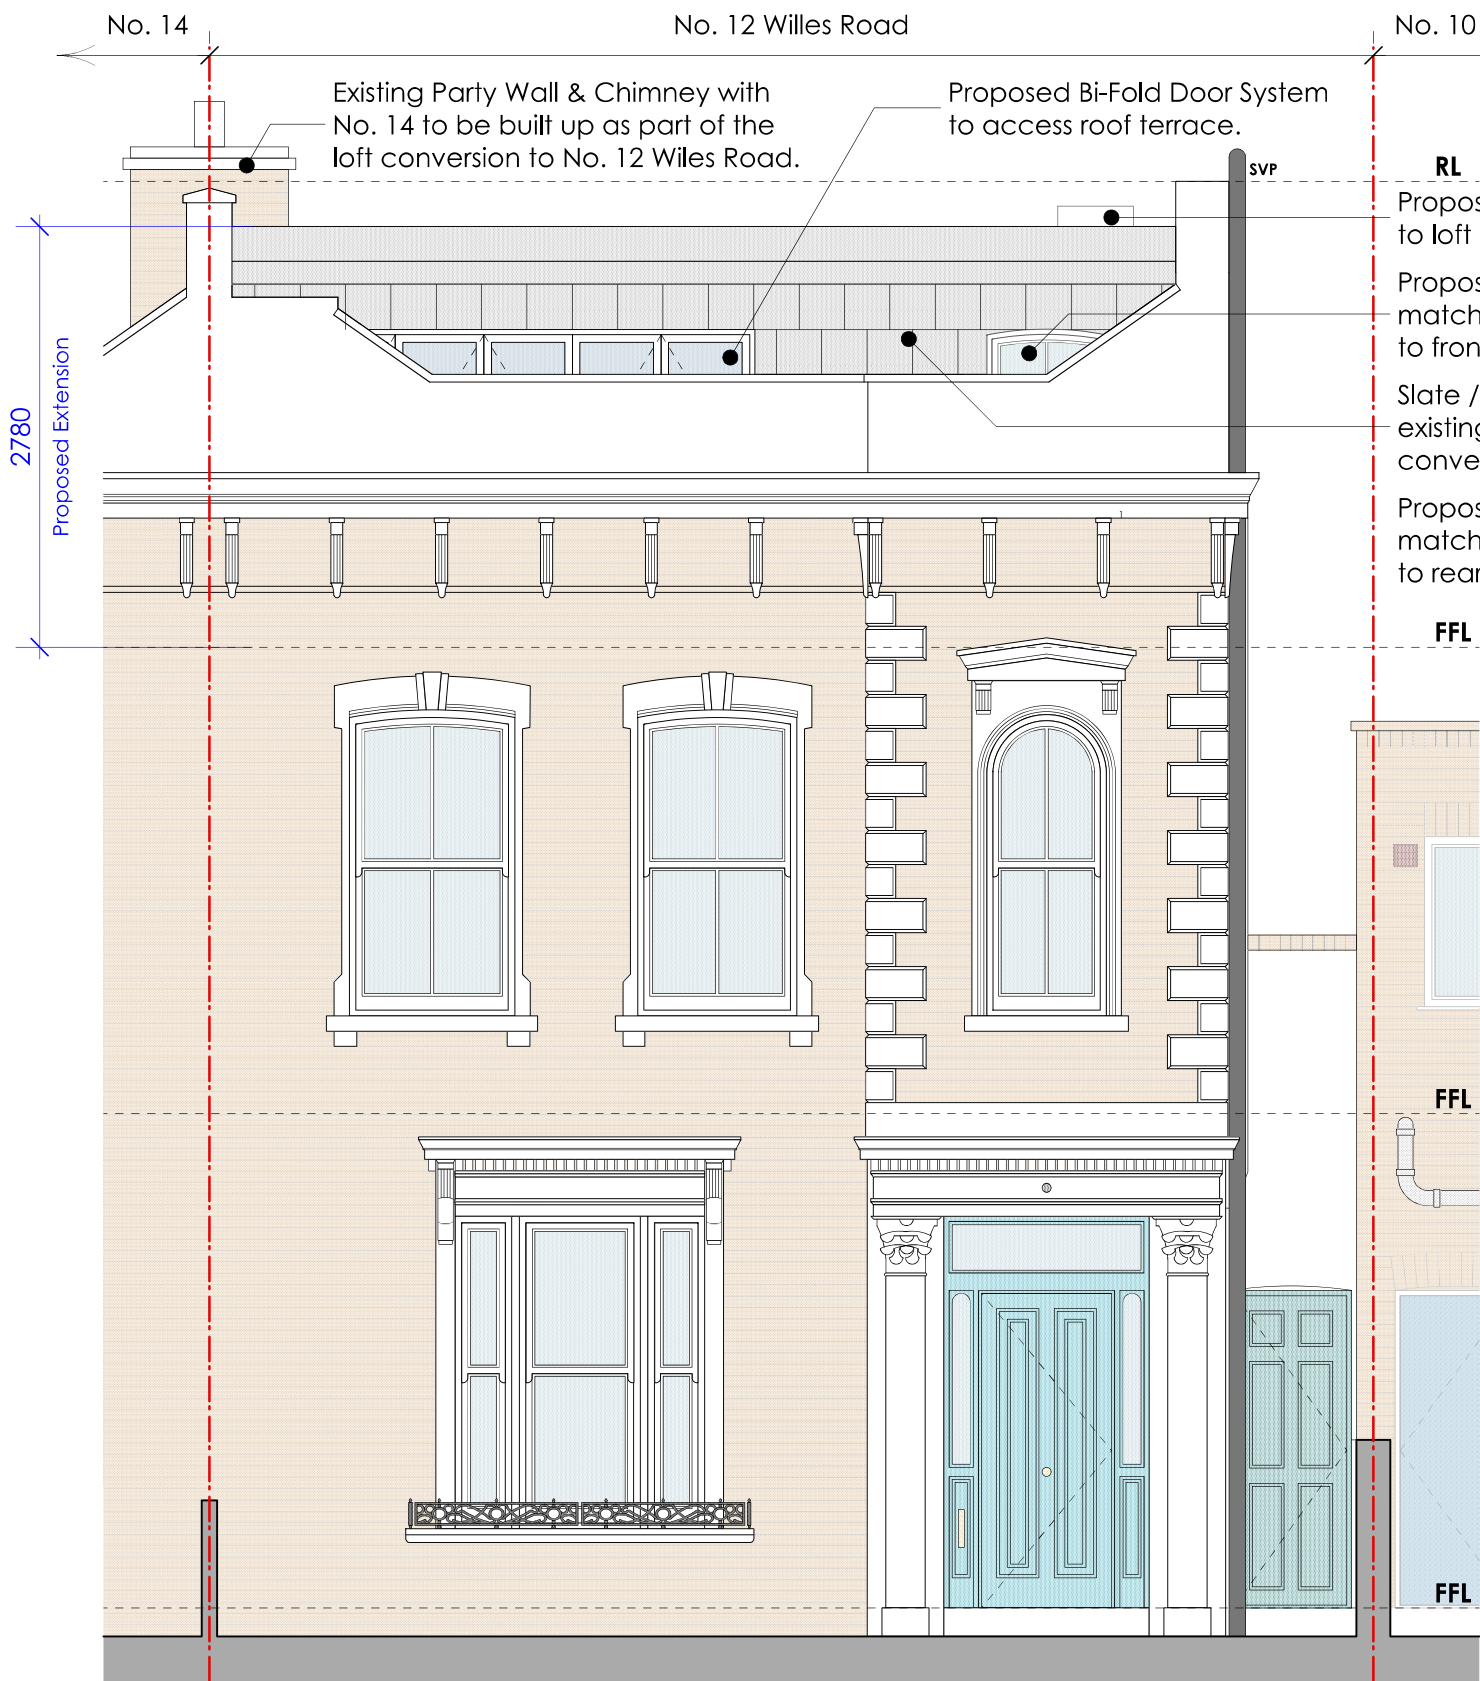 No. 14
No. 12 Willes Road
No. 10
Existing Party Wall & Chimney with
No. 14 to be built up as part of the
loft conversion to No. 12 Wiles Road.
Proposed Bi-Fold Door System
to access roof terrace.
SVP
RL
Propos
to loft
Propos
match
to fron
Slate /
existing
conve
Propos
match
to rear
2780
Proposed Extension
FFL
FFL
FFL